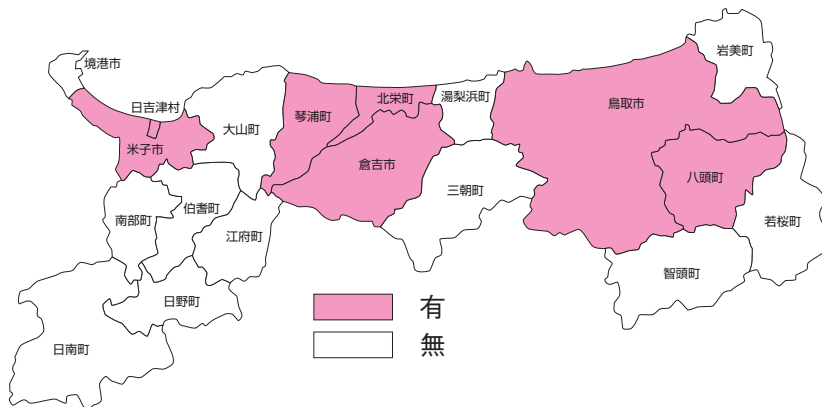 岩美町
境港市
日吉津村
北栄町
湯梨浜町
鳥取市
琴浦町
大山町
米子市
倉吉市
八頭町
三朝町
伯耆町
南部町
若桜町
江府町
智頭町
日野町
有
無
日南町